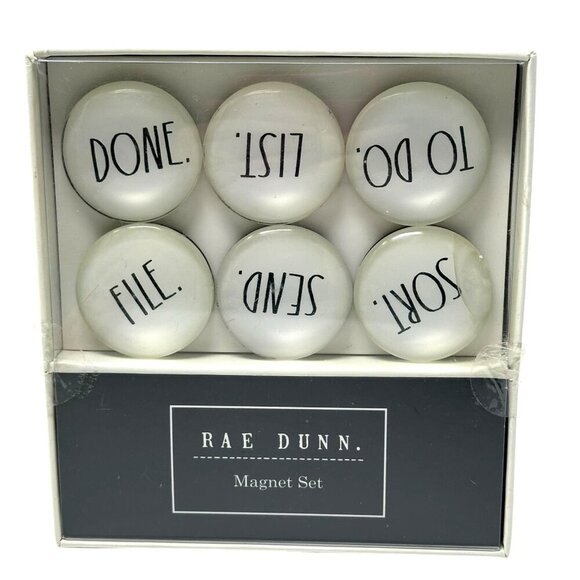 DONE.
LIST.
TO DO.
FILE.
SEND.
SORT.
RAE DUNN.
Magnet Set